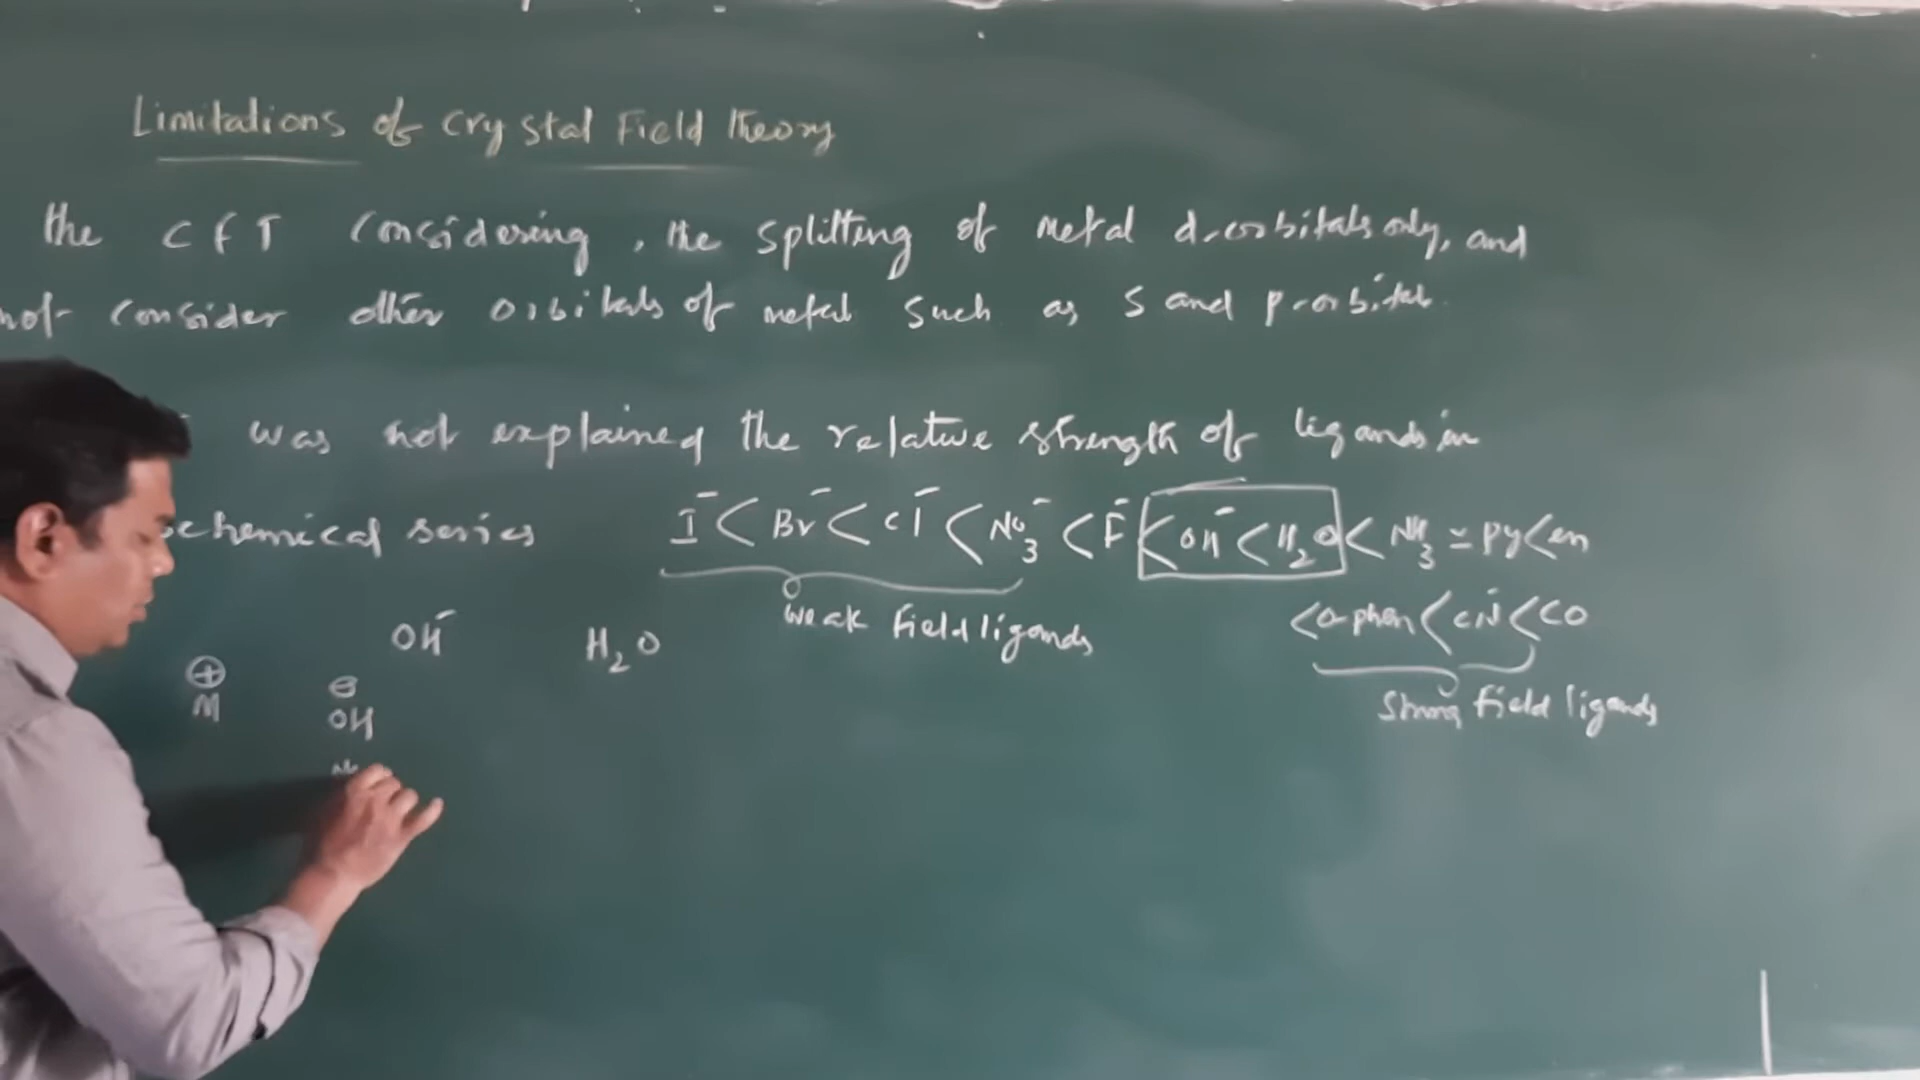 Limitations of Crystal Field Theory
the CFT Considering, the splitting of metal d-orbitals only, and
not consider other orbitals of metal such as s and p-orbital.
was not explained the relative strength of ligands in
chemical series I⁻ < Br⁻ < Cl⁻ < NO₃⁻ < F⁻ < OH⁻ < H₂O < NH₃ ≃ py < en
< o-phen < CN⁻ < CO
weak field ligands
strong field ligands
OH⁻ H₂O
⊕ ⊖
M OH